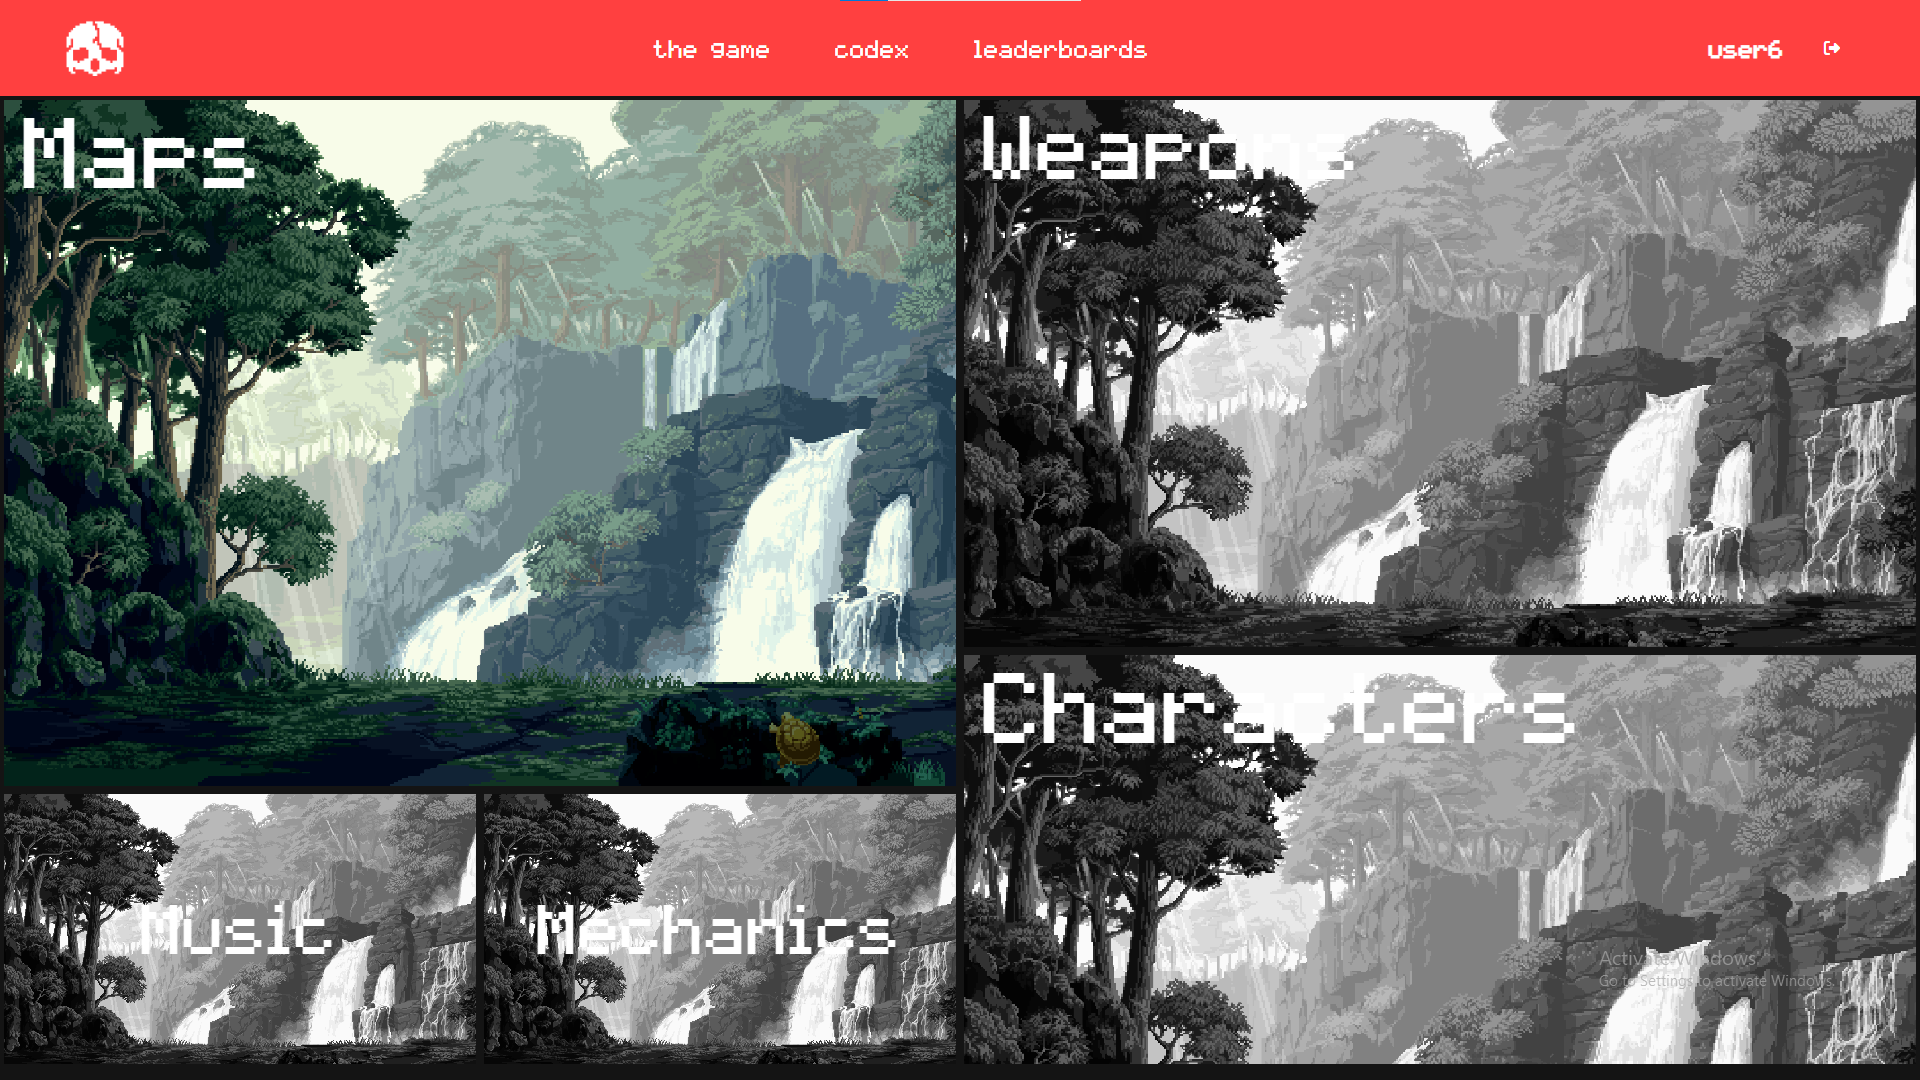 the game codex leaderboards user6
Maps
Weapons
Characters
Music
Mechanics
Activate Windows
Go to Settings to activate Windows.